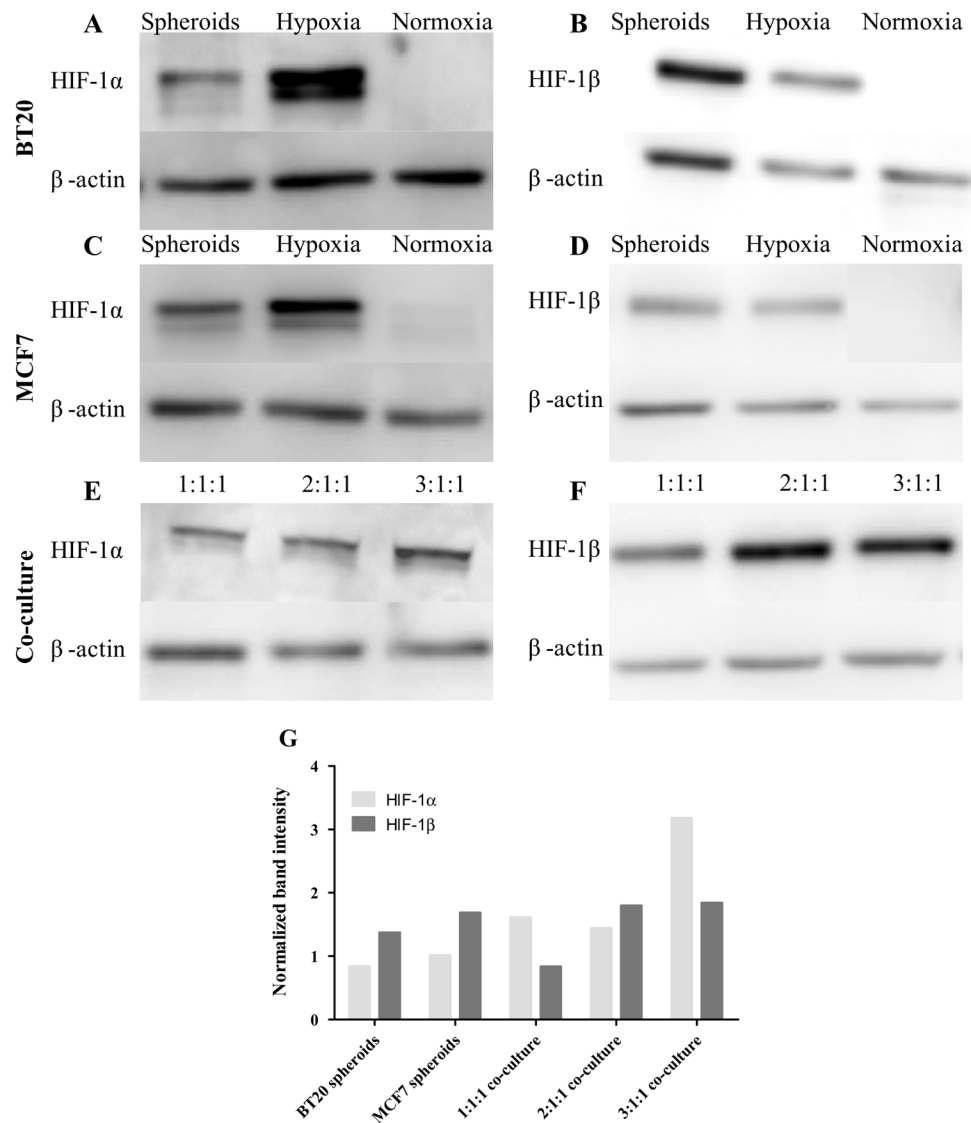 A Spheroids Hypoxia Normoxia
B Spheroids Hypoxia Normoxia
BT20
HIF-1α
HIF-1β
β -actin
β -actin
C Spheroids Hypoxia Normoxia
D Spheroids Hypoxia Normoxia
MCF7
HIF-1α
HIF-1β
β -actin
β -actin
E 1:1:1 2:1:1 3:1:1
F 1:1:1 2:1:1 3:1:1
Co-culture
HIF-1α
HIF-1β
β -actin
β -actin
G
Normalized band intensity
4
3
2
1
0
HIF-1α
HIF-1β
BT20 spheroids
MCF7 spheroids
1:1:1 co-culture
2:1:1 co-culture
3:1:1 co-culture